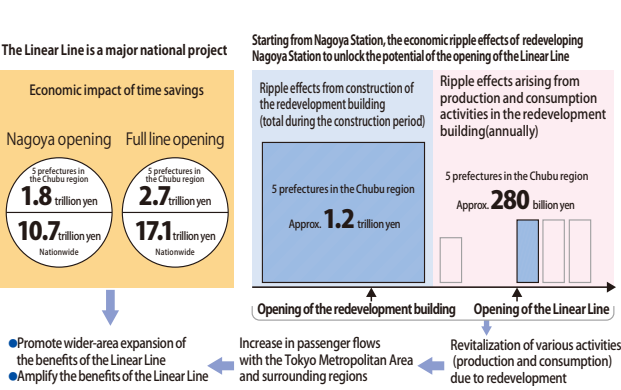 The Linear Line is a major national project
Economic impact of time savings
Nagoya opening
5 prefectures in
the Chubu region
1.8 trillion yen
10.7 trillion yen
Nationwide
Full line opening
5 prefectures in
the Chubu region
2.7 trillion yen
17.1 trillion yen
Nationwide
Starting from Nagoya Station, the economic ripple effects of redeveloping
Nagoya Station to unlock the potential of the opening of the Linear Line
Ripple effects from construction of
the redevelopment building
(total during the construction period)
5 prefectures in the Chubu region
Approx. 1.2 trillion yen
Ripple effects arising from
production and consumption
activities in the redevelopment
building(annually)
5 prefectures in the Chubu region
Approx. 280 billion yen
Opening of the redevelopment building
Opening of the Linear Line
Revitalization of various activities
(production and consumption)
due to redevelopment
Increase in passenger flows
with the Tokyo Metropolitan Area
and surrounding regions
●Promote wider-area expansion of
the benefits of the Linear Line
●Amplify the benefits of the Linear Line